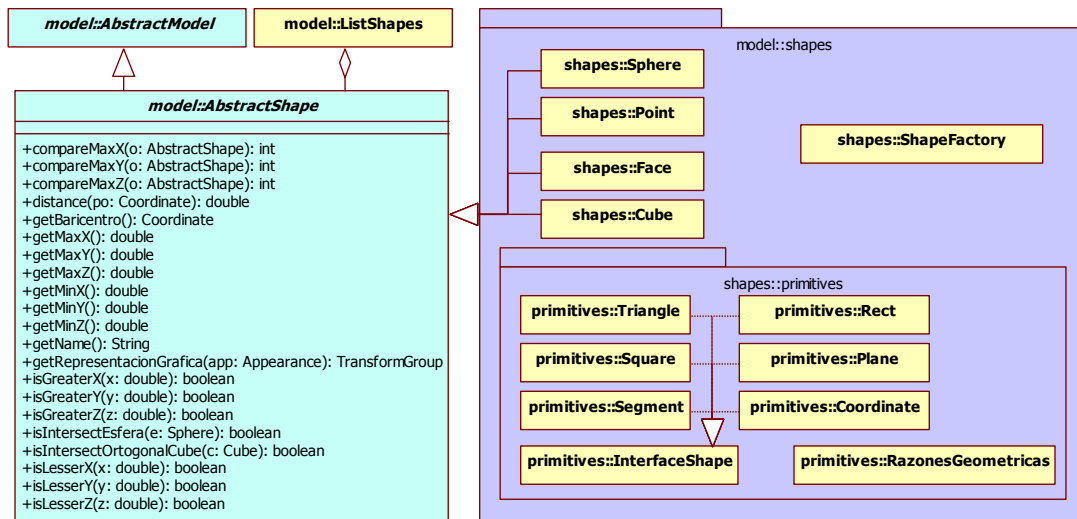 model::AbstractModel
model::ListShapes
model::AbstractShape
+compareMaxX(o: AbstractShape): int
+compareMaxY(o: AbstractShape): int
+compareMaxZ(o: AbstractShape): int
+distance(po: Coordinate): double
+getBaricentro(): Coordinate
+getMaxX(): double
+getMaxY(): double
+getMaxZ(): double
+getMinX(): double
+getMinY(): double
+getMinZ(): double
+getName(): String
+getRepresentacionGrafica(app: Appearance): TransformGroup
+isGreaterX(x: double): boolean
+isGreaterY(y: double): boolean
+isGreaterZ(z: double): boolean
+isIntersectEsfera(e: Sphere): boolean
+isIntersectOrtogonalCube(c: Cube): boolean
+isLesserX(x: double): boolean
+isLesserY(y: double): boolean
+isLesserZ(z: double): boolean
model::shapes
shapes::Sphere
shapes::Point
shapes::Face
shapes::Cube
shapes::ShapeFactory
shapes::primitives
primitives::Triangle
primitives::Rect
primitives::Square
primitives::Plane
primitives::Segment
primitives::Coordinate
primitives::InterfaceShape
primitives::RazonesGeometricas